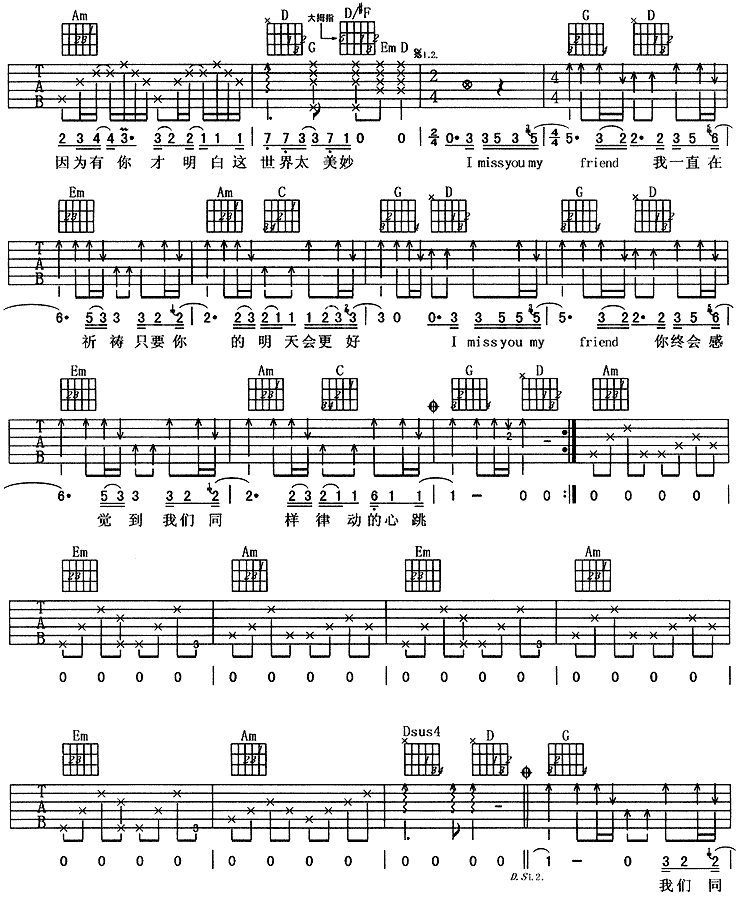 Am D 大拇指 D/#F
G Em D 𝄋1.2. G D
T A B 2/4 4/4
2 3 4 4 3· 3 2 2 1 1 1 7 7 3 3 7 1 0 0 2/4 0·3 3 5 3 5 5 4/4 5· 3 2 2·2 3 5 6
因为有 你 才 明 白 这 世 界 太 美妙 I miss you my friend 我 一 直 在
Em Am C G D G D
T A B
6· 5 3 3 3 2 2 2· 2 3 2 1 1 1 2 3 3 3 0 0·3 3 5 5 5 5· 3 2 2·2 3 5 6
祈 祷 只要 你 的 明 天会更 好 I miss you my friend 你 终 会 感
Em Am C G D Am
T A B 2 -
6· 5 3 3 3 2 2 2· 2 3 2 1 1 6 1 1 1 - 0 0 :‖ 0 0 0 0
觉 到 我们 同 样 律 动 的心 跳
Em Am Em Am
T A B 3 3
0 0 0 0 0 0 0 0 0 0 0 0 0 0 0 0
Em Am Dsus4 D G
T A B 3 -
0 0 0 0 0 0 0 0 0 0 0 0 1 - 0 3 2 2
D.S1.2.
我们 同